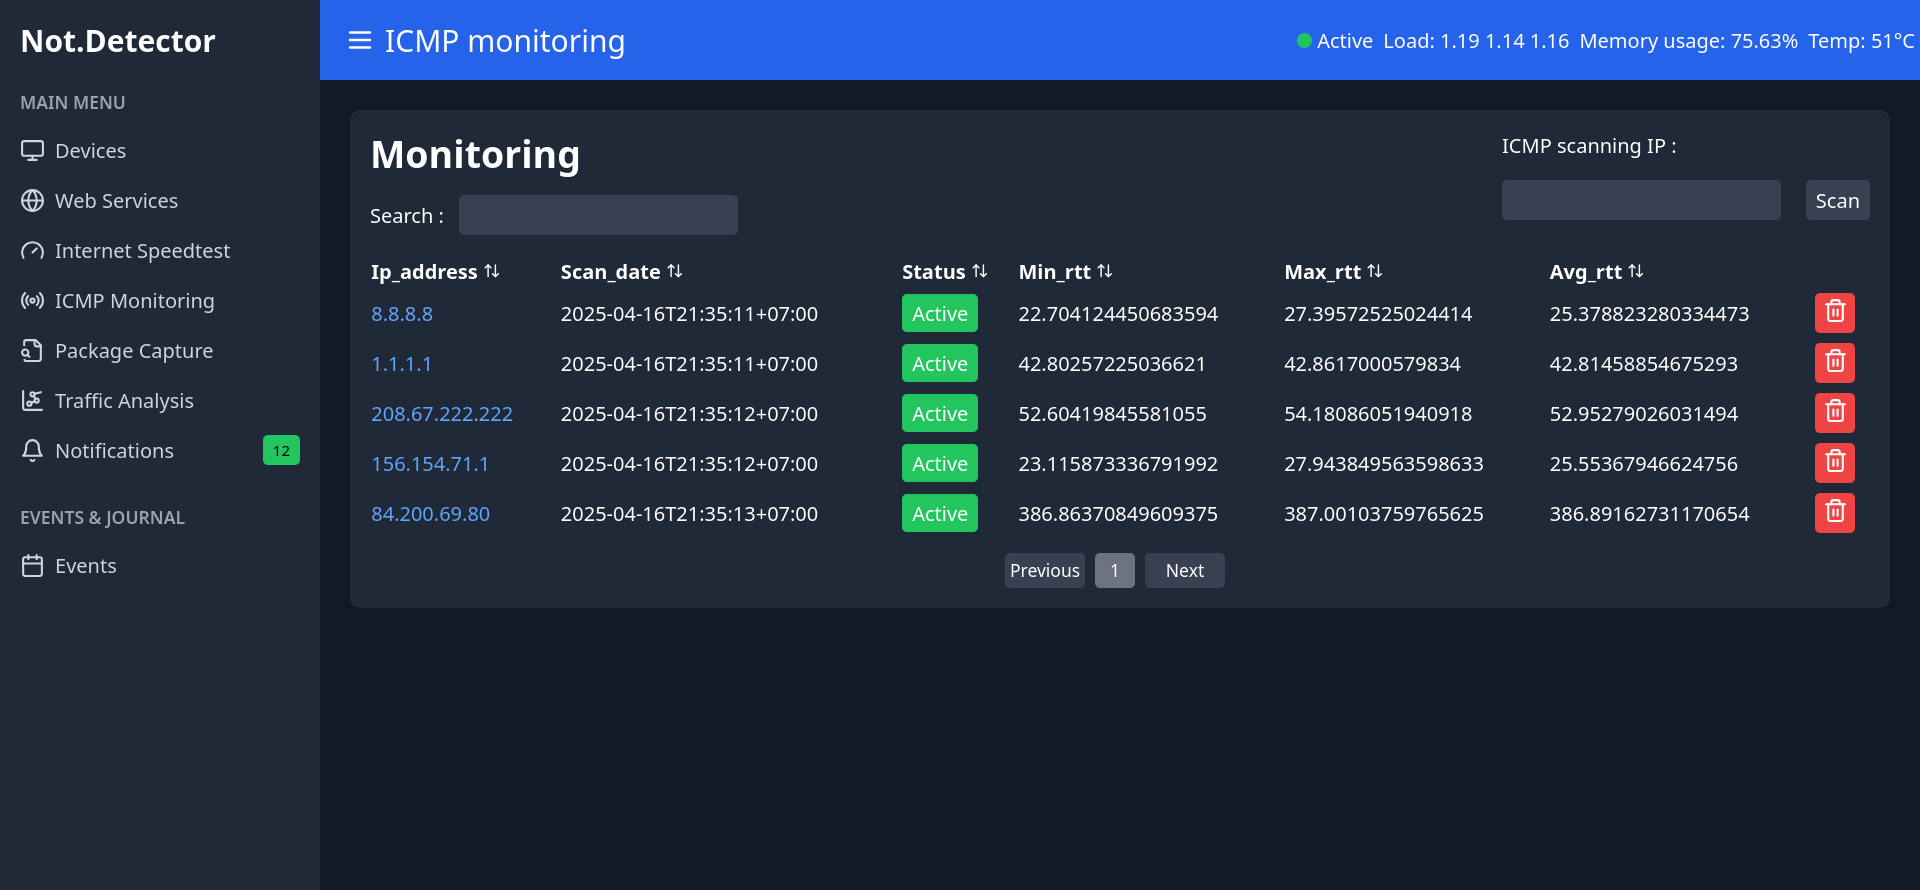 Not.Detector
MAIN MENU
Devices
Web Services
Internet Speedtest
ICMP Monitoring
Package Capture
Traffic Analysis
Notifications 12
EVENTS & JOURNAL
Events
ICMP monitoring Active Load: 1.19 1.14 1.16 Memory usage: 75.63% Temp: 51°C
Monitoring
ICMP scanning IP :
Scan
Search :
Ip_address Scan_date Status Min_rtt Max_rtt Avg_rtt
8.8.8.8 2025-04-16T21:35:11+07:00 Active 22.704124450683594 27.39572525024414 25.378823280334473
1.1.1.1 2025-04-16T21:35:11+07:00 Active 42.80257225036621 42.8617000579834 42.81458854675293
208.67.222.222 2025-04-16T21:35:12+07:00 Active 52.60419845581055 54.18086051940918 52.95279026031494
156.154.71.1 2025-04-16T21:35:12+07:00 Active 23.115873336791992 27.943849563598633 25.55367946624756
84.200.69.80 2025-04-16T21:35:13+07:00 Active 386.86370849609375 387.00103759765625 386.89162731170654
Previous 1 Next